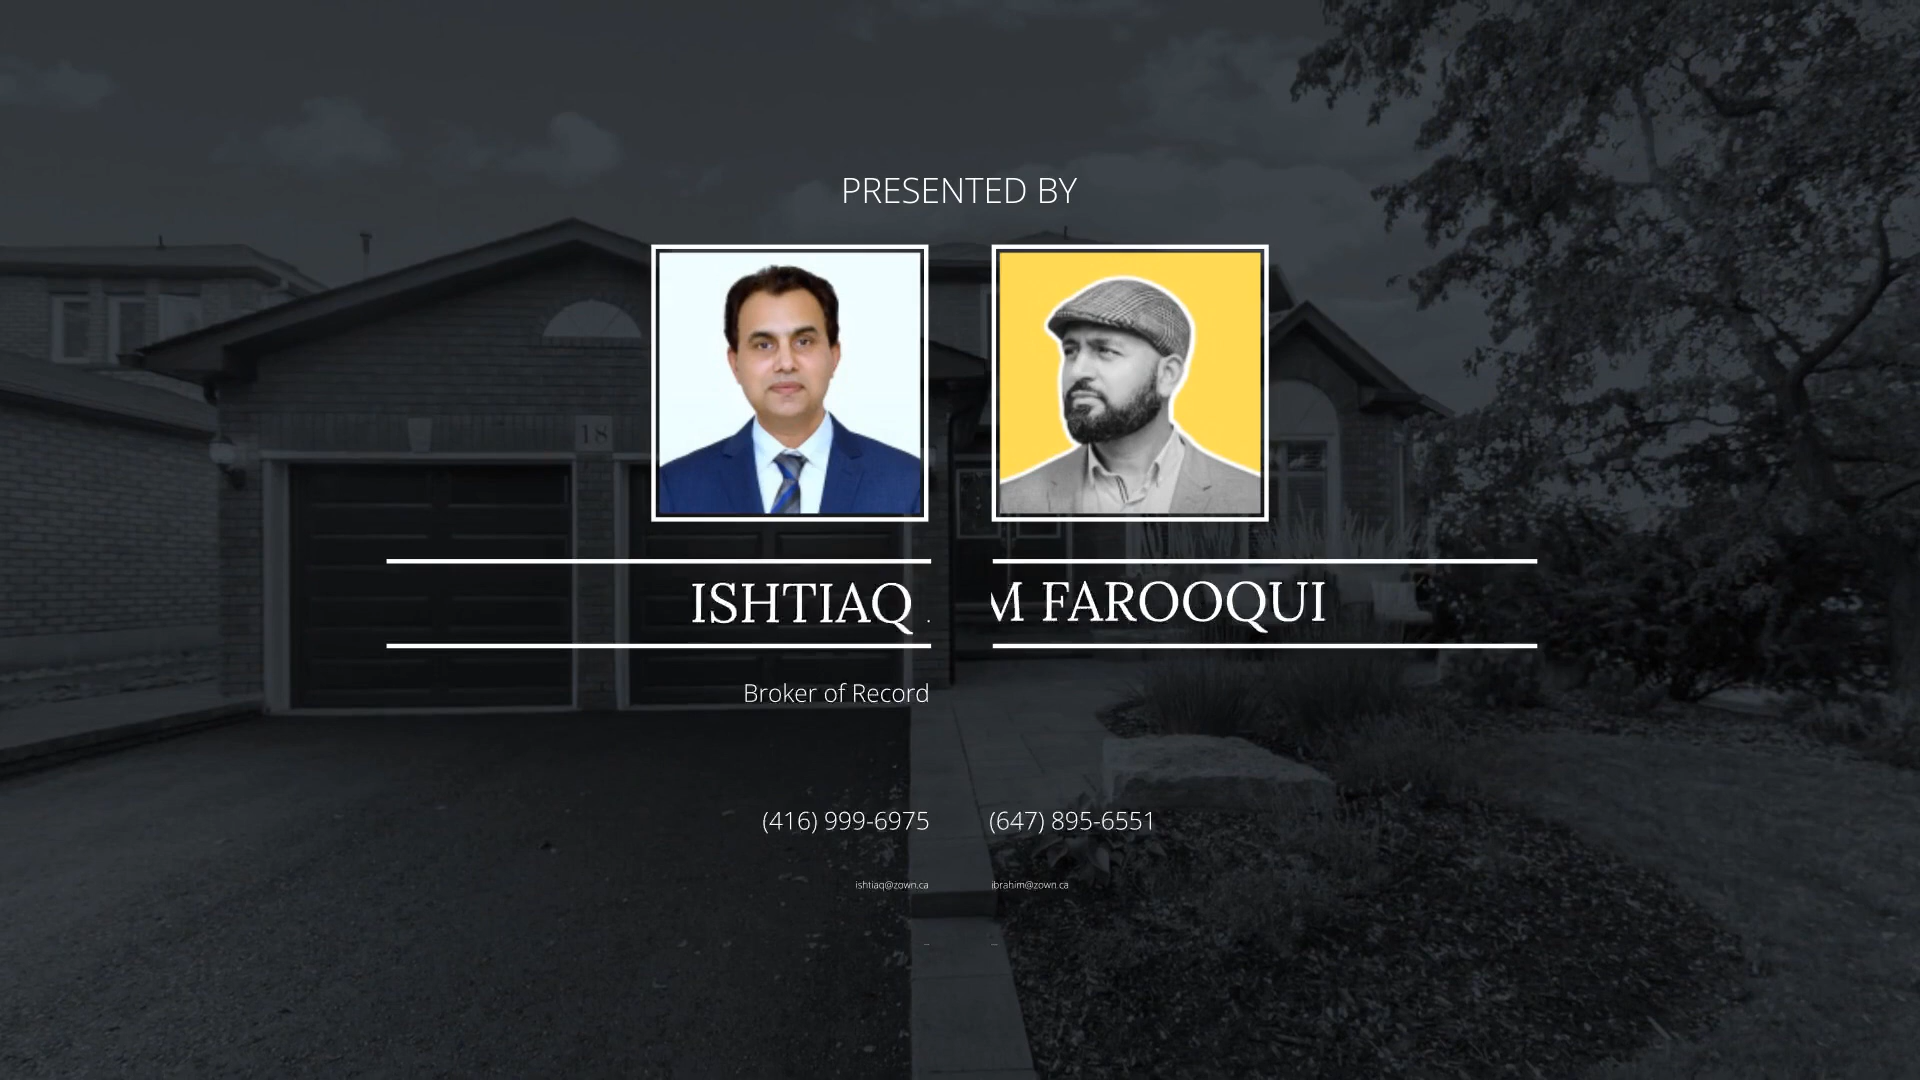 PRESENTED BY
18
ISHTIAQ
M FAROOQUI
Broker of Record
(416) 999-6975
(647) 895-6551
ishtiaq@zown.ca
ibrahim@zown.ca